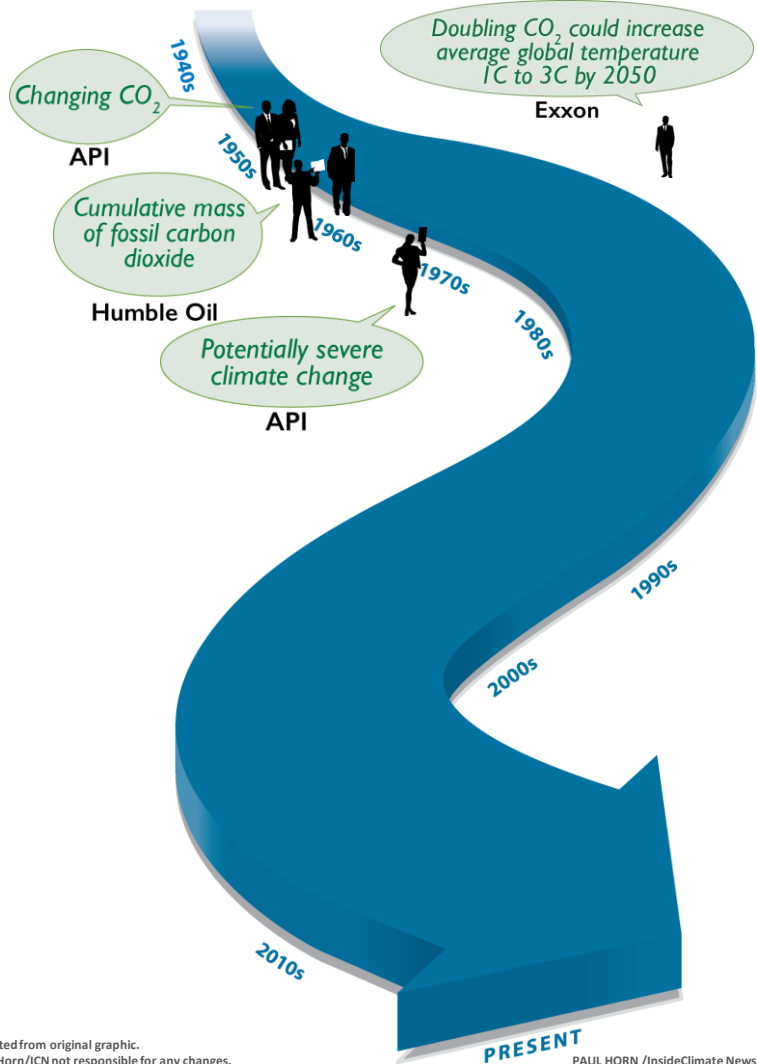 Doubling CO₂ could increase
average global temperature
1C to 3C by 2050
Exxon
1940s
Changing CO₂
API
1950s
Cumulative mass
of fossil carbon
dioxide
Humble Oil
1960s
1970s
1980s
Potentially severe
climate change
API
1990s
2000s
2010s
PRESENT
from original graphic.
Horn/ICN not responsible for any changes.
PAUL HORN /InsideClimate News